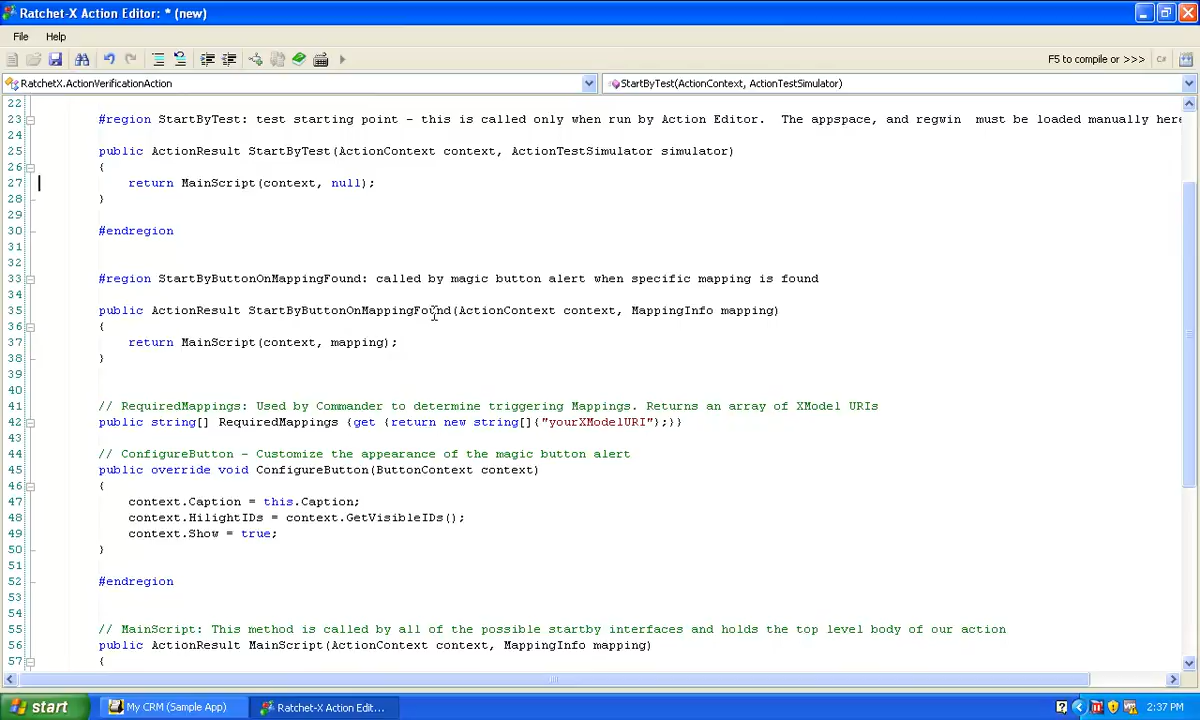 Ratchet-X Action Editor: * (new)
File Help
F5 to compile or >>> C#
RatchetX.ActionVerificationAction StartByTest(ActionContext, ActionTestSimulator)
22
23 #region StartByTest: test starting point - this is called only when run by Action Editor. The appspace, and regwin must be loaded manually here
24
25 public ActionResult StartByTest(ActionContext context, ActionTestSimulator simulator)
26 {
27 return MainScript(context, null);
28 }
29
30 #endregion
31
32
33 #region StartByButtonOnMappingFound: called by magic button alert when specific mapping is found
34
35 public ActionResult StartByButtonOnMappingFound(ActionContext context, MappingInfo mapping)
36 {
37 return MainScript(context, mapping);
38 }
39
40
41 // RequiredMappings: Used by Commander to determine triggering Mappings. Returns an array of XModel URIs
42 public string[] RequiredMappings {get {return new string[]{"yourXModelURI"};}}
43
44 // ConfigureButton - Customize the appearance of the magic button alert
45 public override void ConfigureButton(ButtonContext context)
46 {
47 context.Caption = this.Caption;
48 context.HilightIDs = context.GetVisibleIDs();
49 context.Show = true;
50 }
51
52 #endregion
53
54
55 // MainScript: This method is called by all of the possible startby interfaces and holds the top level body of our action
56 public ActionResult MainScript(ActionContext context, MappingInfo mapping)
57 {
start My CRM (Sample App) Ratchet-X Action Edit... 2:37 PM